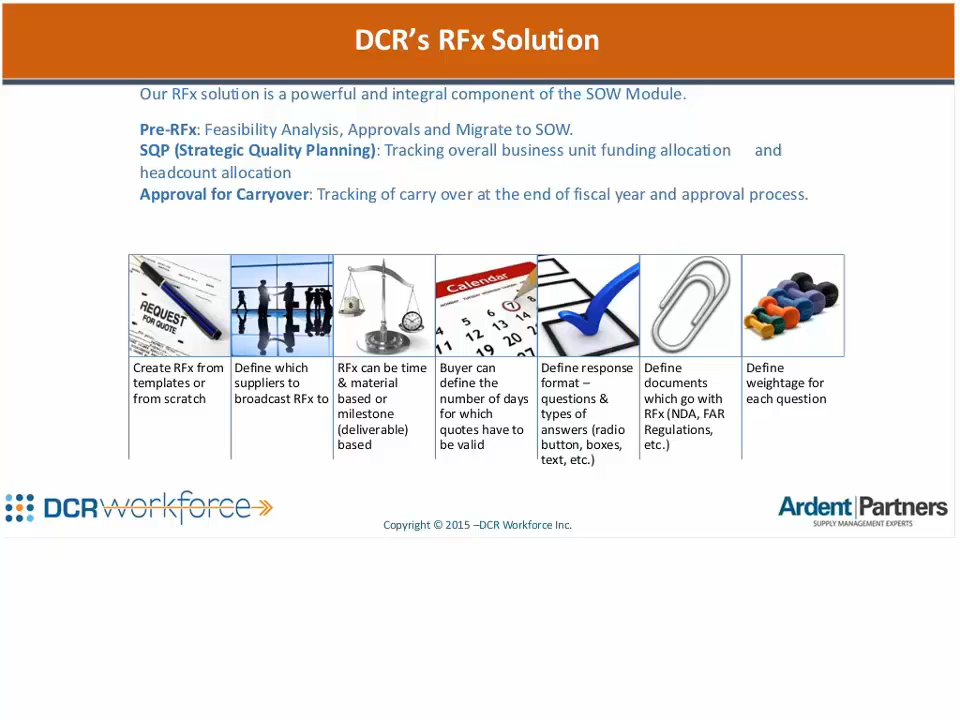 DCR's RFx Solution
Our RFx solution is a powerful and integral component of the SOW Module.
Pre-RFx: Feasibility Analysis, Approvals and Migrate to SOW.
SQP (Strategic Quality Planning): Tracking overall business unit funding allocation and
headcount allocation
Approval for Carryover: Tracking of carry over at the end of fiscal year and approval process.
REQUEST
FOR QUOTE
Calendar
5 6 7 8
4 12 13 14
11 19 20 21
27
Create RFx from
templates or
from scratch
Define which
suppliers to
broadcast RFx to
RFx can be time
& material
based or
milestone
(deliverable)
based
Buyer can
define the
number of days
for which
quotes have to
be valid
Define response
format –
questions &
types of
answers (radio
button, boxes,
text, etc.)
Define
documents
which go with
RFx (NDA, FAR
Regulations,
etc.)
Define
weightage for
each question
DCRworkforce
Copyright © 2015 –DCR Workforce Inc.
Ardent Partners
SUPPLY MANAGEMENT EXPERTS